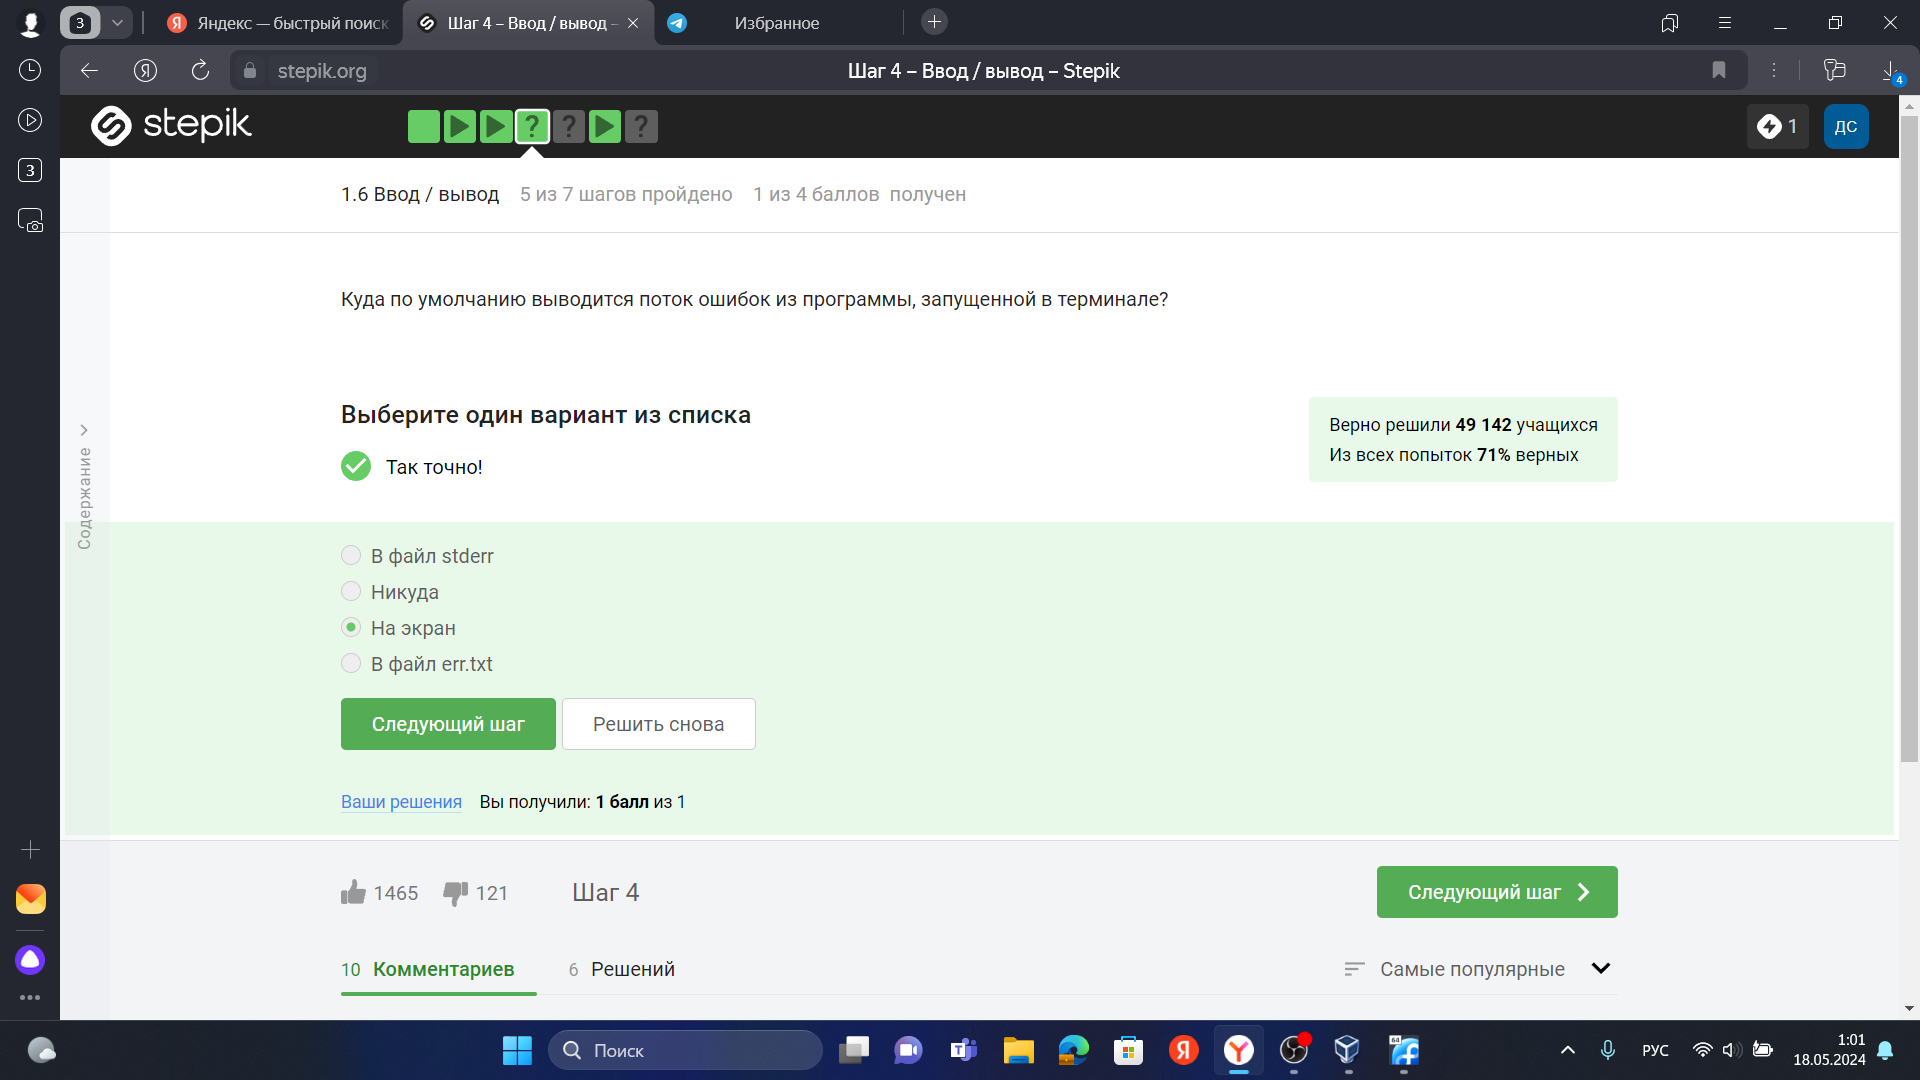 3
Яндекс — быстрый поиск
Шаг 4 – Ввод / вывод –
Избранное
stepik.org
Шаг 4 – Ввод / вывод – Stepik
4
3
stepik
? ? ?
1
ДС
1.6 Ввод / вывод 5 из 7 шагов пройдено 1 из 4 баллов получен
Куда по умолчанию выводится поток ошибок из программы, запущенной в терминале?
Содержание
Выберите один вариант из списка
Так точно!
Верно решили 49 142 учащихся
Из всех попыток 71% верных
В файл stderr
Никуда
На экран
В файл err.txt
Следующий шаг Решить снова
Ваши решения Вы получили: 1 балл из 1
1465 121 Шаг 4 Следующий шаг
10 Комментариев 6 Решений Самые популярные
Поиск
64
РУС
1:01
18.05.2024